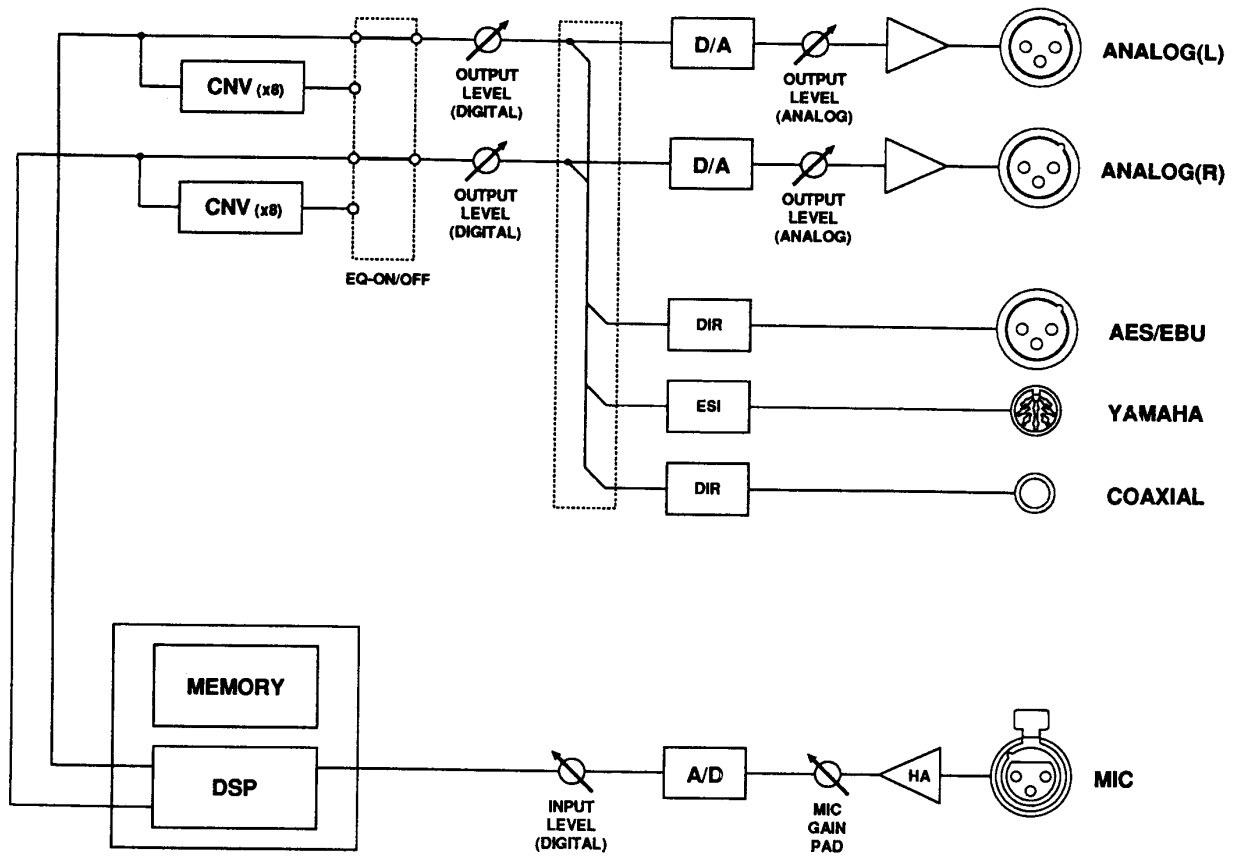 D/A
ANALOG(L)
CNV (x8)
OUTPUT
LEVEL
(DIGITAL)
OUTPUT
LEVEL
(ANALOG)
D/A
ANALOG(R)
CNV (x8)
OUTPUT
LEVEL
(DIGITAL)
OUTPUT
LEVEL
(ANALOG)
EQ-ON/OFF
DIR
AES/EBU
ESI
YAMAHA
DIR
COAXIAL
MEMORY
DSP
A/D
HA
MIC
INPUT
LEVEL
(DIGITAL)
MIC
GAIN
PAD